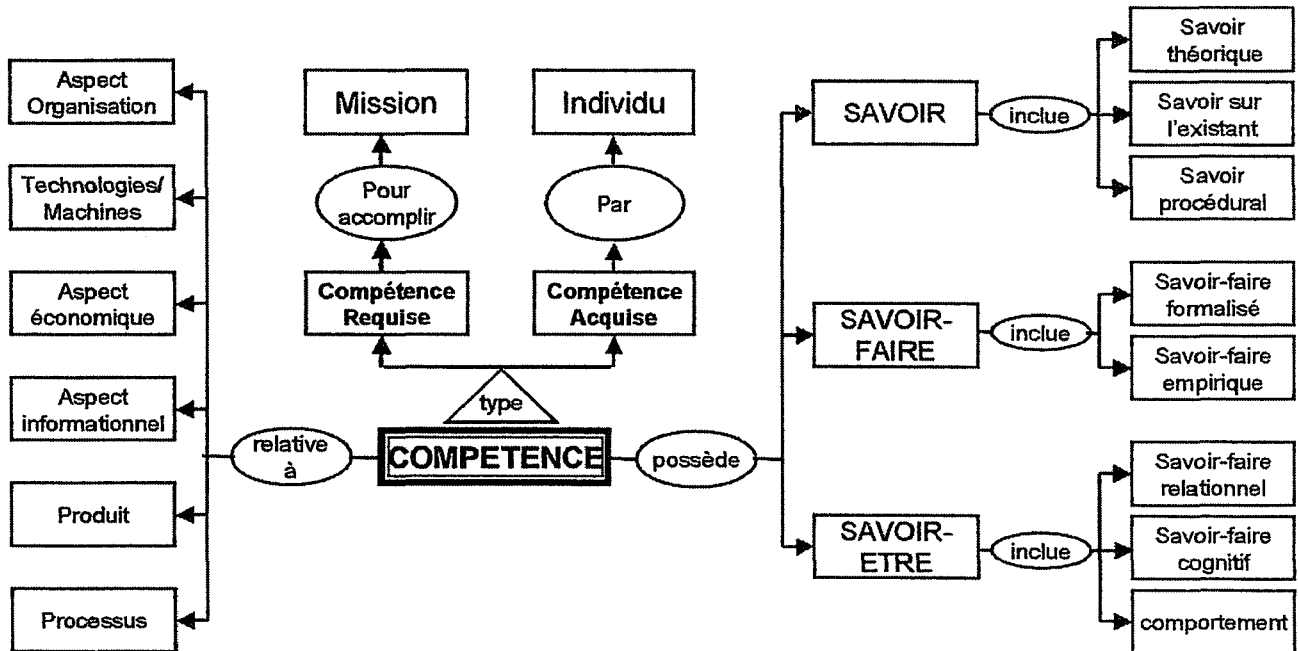 Aspect
Organisation
Technologies/
Machines
Aspect
économique
Aspect
informationnel
Produit
Processus
relative
à
Mission
Pour
accomplir
Compétence
Requise
Individu
Par
Compétence
Acquise
type
COMPETENCE
possède
SAVOIR
inclue
Savoir
théorique
Savoir sur
l'existant
Savoir
procédural
SAVOIR-
FAIRE
inclue
Savoir-faire
formalisé
Savoir-faire
empirique
SAVOIR-
ETRE
inclue
Savoir-faire
relationnel
Savoir-faire
cognitif
comportement